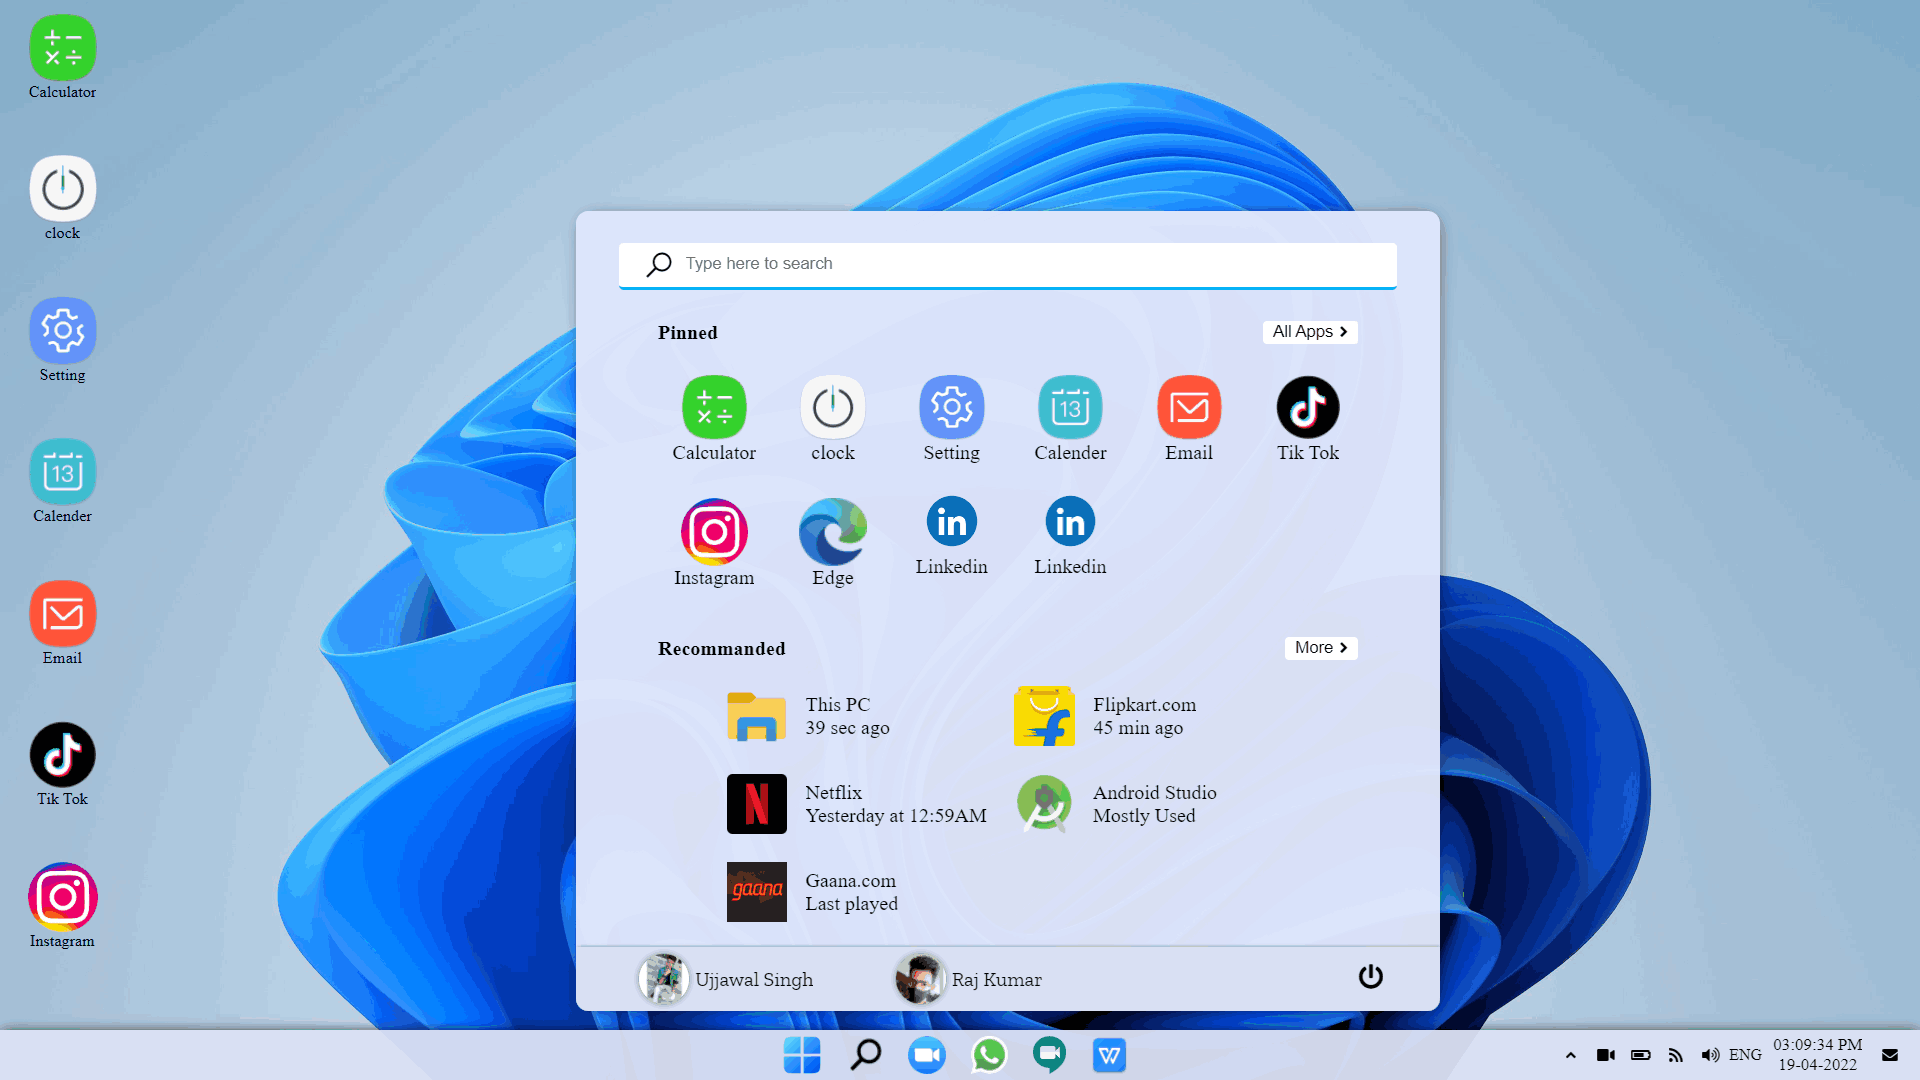 Calculator
clock
Setting
13
Calender
Email
Tik Tok
Instagram
Type here to search
Pinned
All Apps
Calculator
clock
Setting
13
Calender
Email
Tik Tok
Instagram
Edge
in
Linkedin
in
Linkedin
Recommanded
More
This PC
39 sec ago
Flipkart.com
45 min ago
Netflix
Yesterday at 12:59AM
Android Studio
Mostly Used
gaana
Gaana.com
Last played
Ujjawal Singh
Raj Kumar
W
ENG
03:09:34 PM
19-04-2022